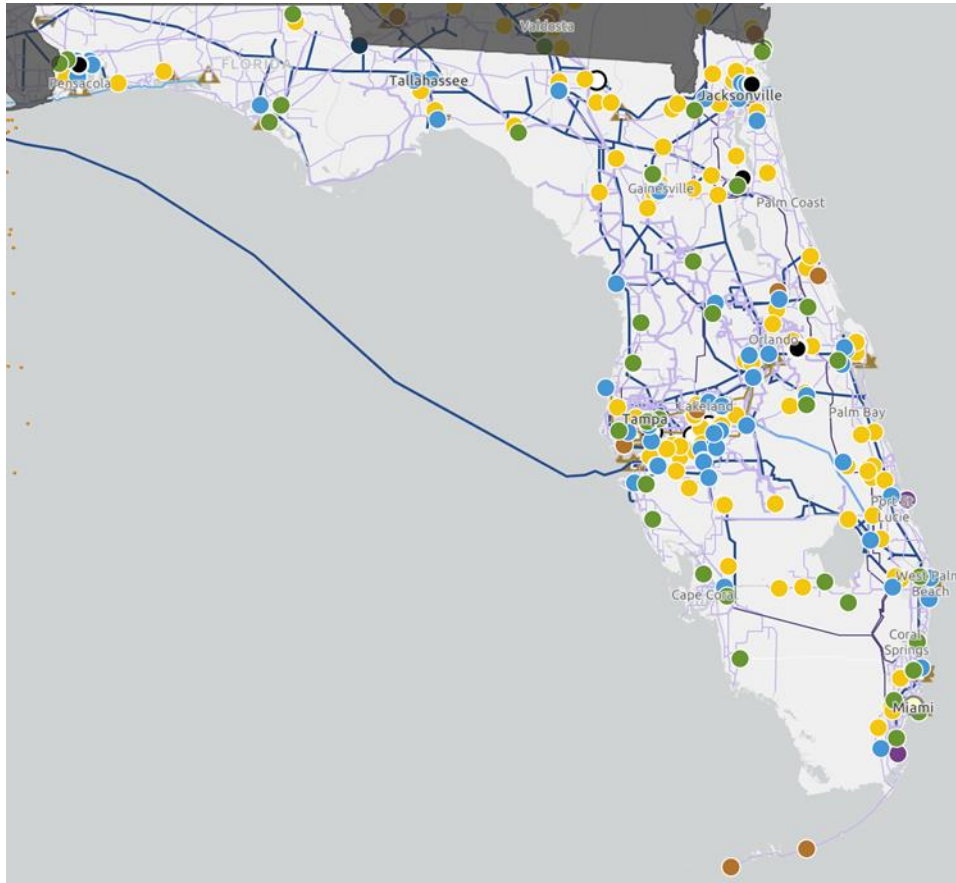 Valdosta
FLORIDA
Pensacola
Tallahassee
Jacksonville
Gainesville
Palm Coast
Orlando
Lakeland
Tampa
Palm Bay
Port St.
Lucie
West Palm
Beach
Cape Coral
Coral
Springs
Miami